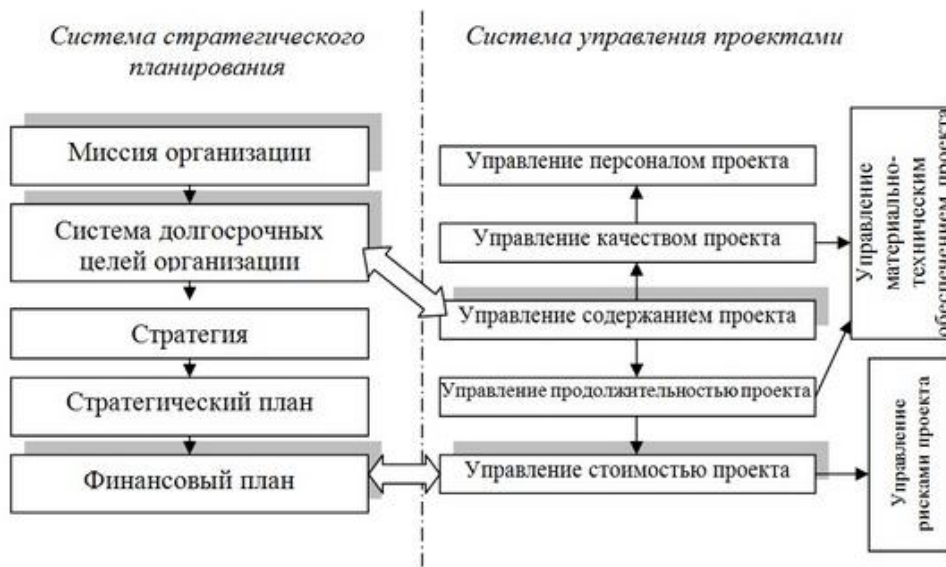 Система стратегического
планирования
Система управления проектами
Миссия организации
Система долгосрочных
целей организации
Стратегия
Стратегический план
Финансовый план
Управление персоналом проекта
Управление качеством проекта
Управление содержанием проекта
Управление продолжительностью проекта
Управление стоимостью проекта
Управление
материально-
техническим
обеспечением проекта
Управление
рисками проекта